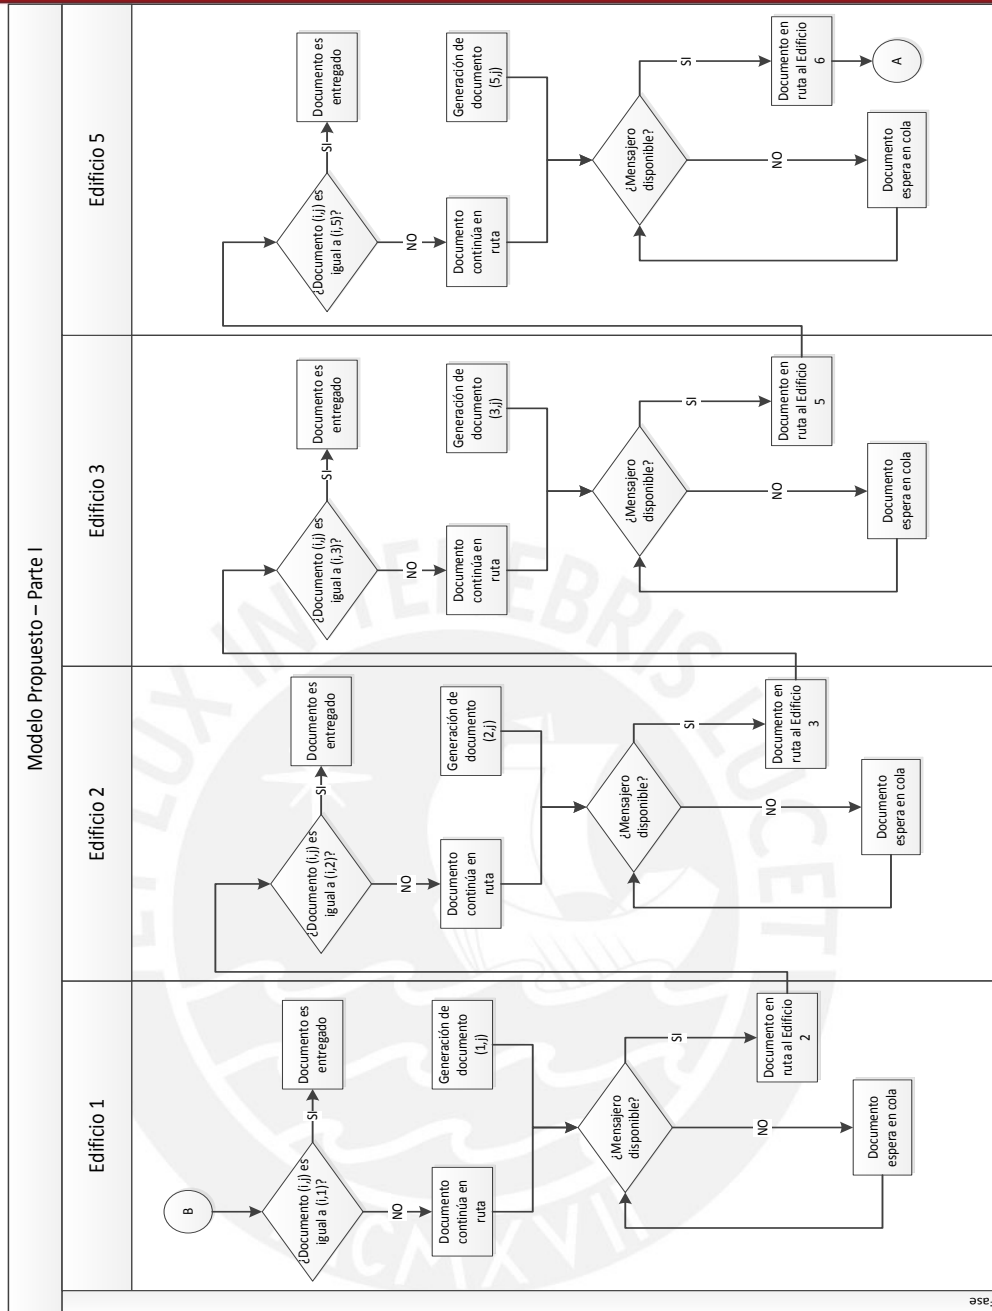 Modelo Propuesto – Parte I
Edificio 1
B
¿Documento (i,j) es
igual a (i,1)?
SI
Documento es
entregado
NO
Documento
continúa en
ruta
Generación de
documento
(1,j)
¿Mensajero
disponible?
SI
Documento en
ruta al Edificio
2
NO
Documento
espera en cola
Edificio 2
¿Documento (i,j) es
igual a (i,2)?
SI
Documento es
entregado
NO
Documento
continúa en
ruta
Generación de
documento
(2,j)
¿Mensajero
disponible?
SI
Documento en
ruta al Edificio
3
NO
Documento
espera en cola
Edificio 3
¿Documento (i,j) es
igual a (i,3)?
SI
Documento es
entregado
NO
Documento
continúa en
ruta
Generación de
documento
(3,j)
¿Mensajero
disponible?
SI
Documento en
ruta al Edificio
5
NO
Documento
espera en cola
Edificio 5
¿Documento (i,j) es
igual a (i,5)?
SI
Documento es
entregado
NO
Documento
continúa en
ruta
Generación de
documento
(5,j)
¿Mensajero
disponible?
SI
Documento en
ruta al Edificio
6
A
NO
Documento
espera en cola
Fase
ET LUX IN TENEBRIS LUCET
MCMXVII